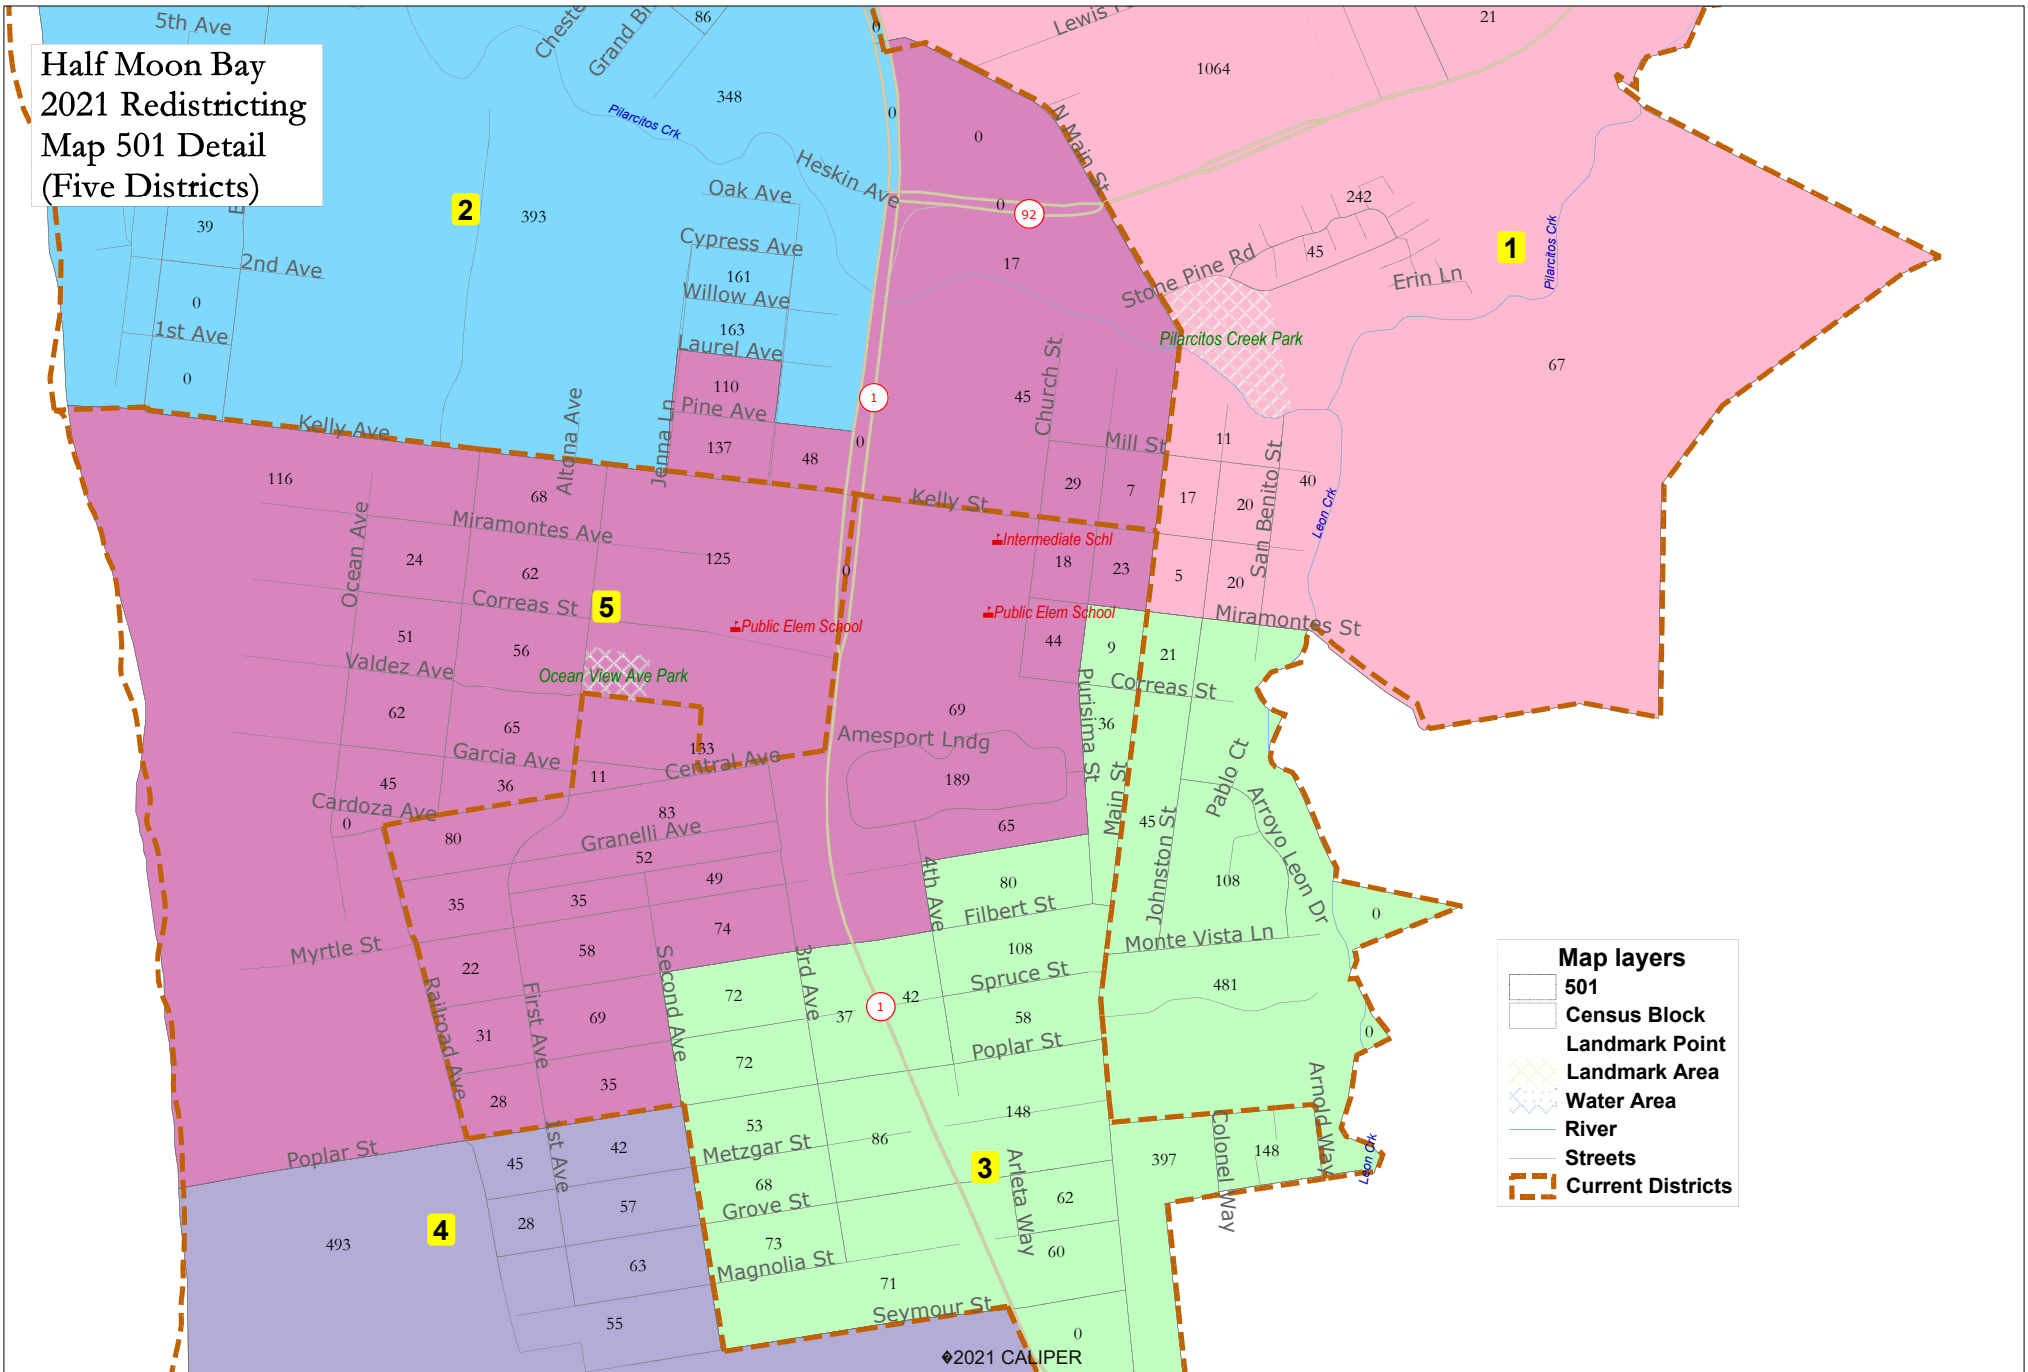 5th Ave
Cheste
Grand Bl
86
0
Lewis
21
Half Moon Bay
2021 Redistricting
Map 501 Detail
(Five Districts)
348
1064
Pilarcitos Crk
0
0
N Main St
Heskin Ave
2
393
39
E
Oak Ave
0
92
242
Cypress Ave
45
Stone Pine Rd
Erin Ln
Pilarcitos Crk
1
2nd Ave
161
17
Willow Ave
0
1st Ave
163
Laurel Ave
Pilarcitos Creek Park
67
0
110
1
45
Church St
Pine Ave
Kelly Ave
Altona Ave
Jenna Ln
137
48
0
Mill St
11
San Benito St
40
116
68
Kelly St
29
7
17
20
Leon Crk
Ocean Ave
Miramontes Ave
125
Intermediate Schl
24
62
0
18
23
5
20
Correas St
5
Public Elem School
Public Elem School
Miramontes St
51
56
44
9
21
Valdez Ave
Ocean View Ave Park
Purisima St
Correas St
62
65
69
36
133
Amesport Lndg
Garcia Ave
Central Ave
11
189
Main St
Pablo Ct
45
36
Cardoza Ave
0
80
83
Granelli Ave
65
45
Johnston St
Arroyo Leon Dr
52
49
4th Ave
80
108
35
35
Filbert St
0
74
Myrtle St
58
108
Monte Vista Ln
22
Railroad Ave
First Ave
Second Ave
3rd Ave
72
42
Spruce St
481
37
1
58
31
69
0
72
Poplar St
28
35
148
Arnold Way
53
86
Colonel Way
Poplar St
45
1st Ave
42
Metzgar St
Arleta Way
397
148
Leon Crk
68
3
62
28
57
Grove St
4
493
73
60
63
Magnolia St
71
55
Seymour St
0
�2021 CALIPER
Map layers
501
Census Block
Landmark Point
Landmark Area
Water Area
River
Streets
Current Districts